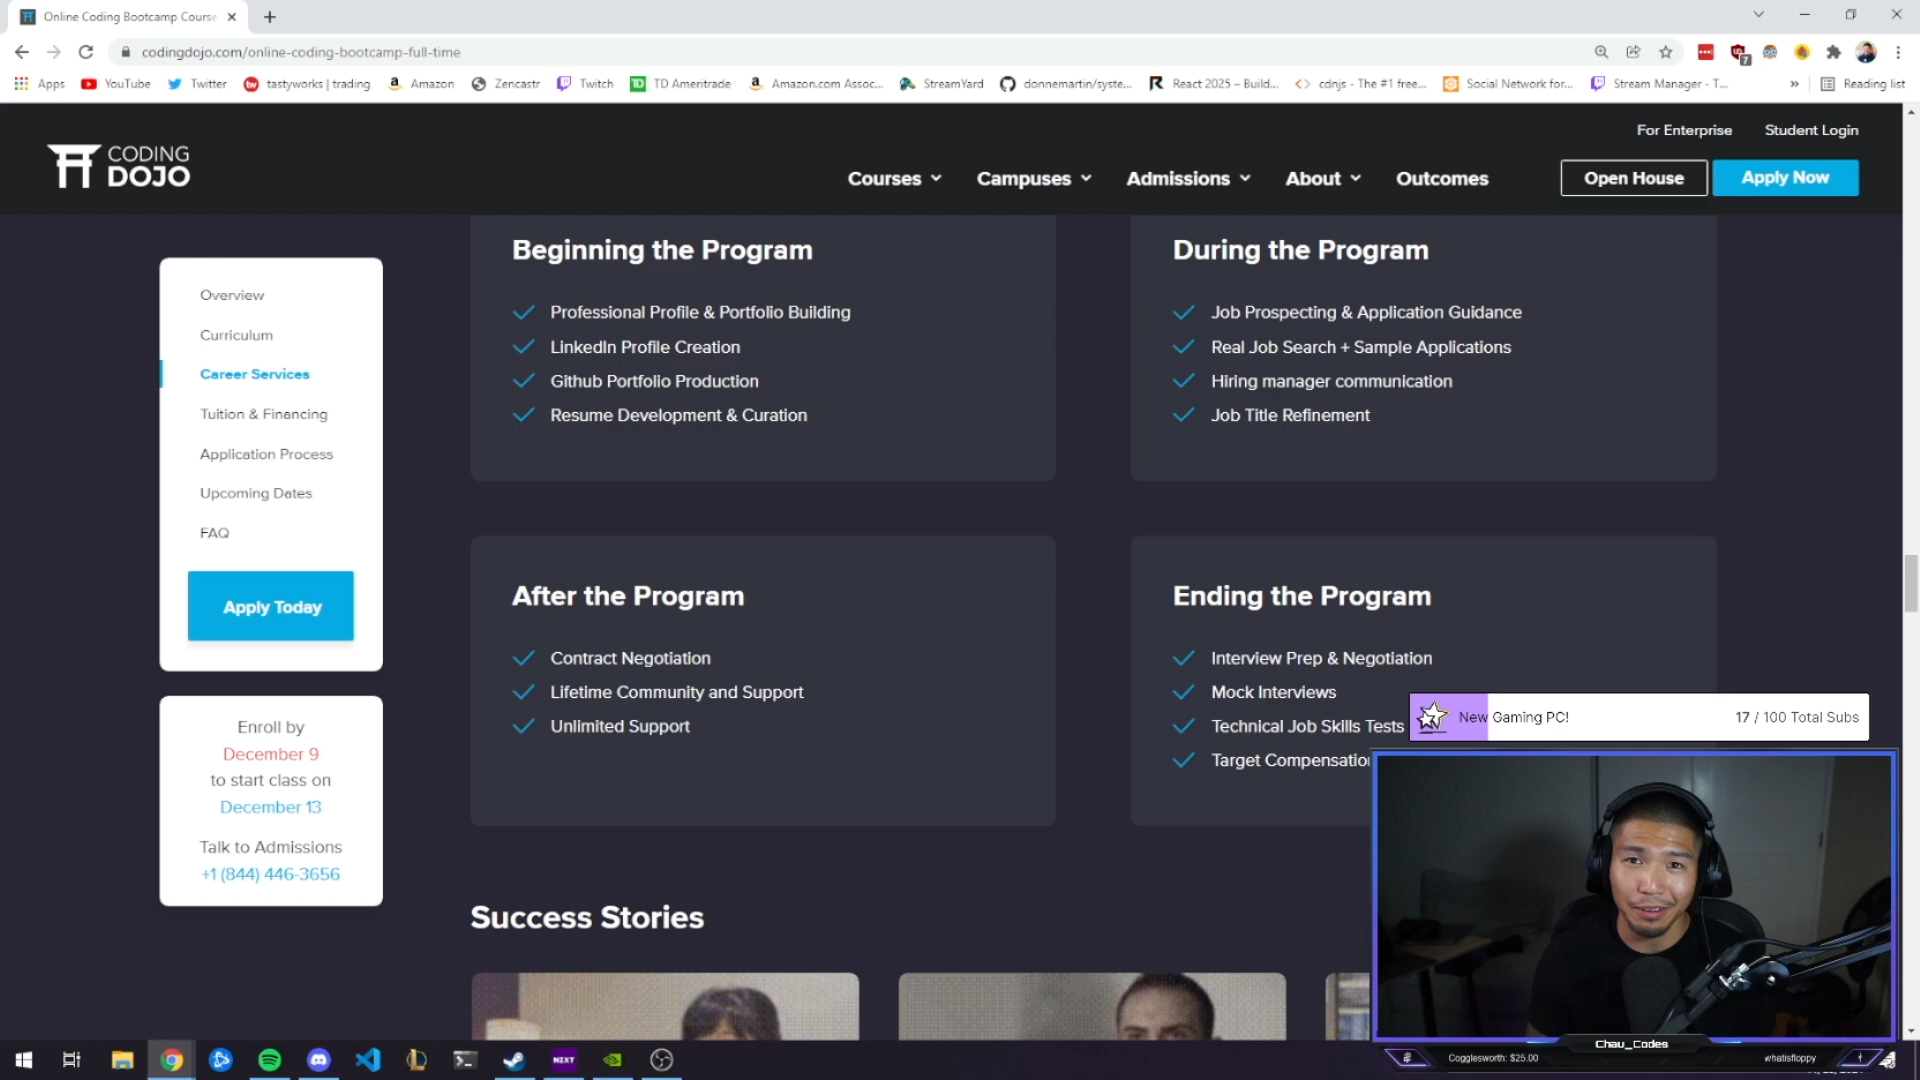 Online Coding Bootcamp Course
codingdojo.com/online-coding-bootcamp-full-time
7
Apps
YouTube
Twitter
tastyworks | trading
Amazon
Zencastr
Twitch
TD Ameritrade
Amazon.com Assoc...
StreamYard
donnemartin/syste...
React 2025 – Build...
cdnjs - The #1 free...
Social Network for...
Stream Manager - T...
Reading list
For Enterprise
Student Login
CODING
DOJO
Courses
Campuses
Admissions
About
Outcomes
Open House
Apply Now
Overview
Curriculum
Career Services
Tuition & Financing
Application Process
Upcoming Dates
FAQ
Apply Today
Enroll by
December 9
to start class on
December 13
Talk to Admissions
+1 (844) 446-3656
Beginning the Program
Professional Profile & Portfolio Building
LinkedIn Profile Creation
Github Portfolio Production
Resume Development & Curation
During the Program
Job Prospecting & Application Guidance
Real Job Search + Sample Applications
Hiring manager communication
Job Title Refinement
After the Program
Contract Negotiation
Lifetime Community and Support
Unlimited Support
Ending the Program
Interview Prep & Negotiation
Mock Interviews
Technical Job Skills Tests
Target Compensation
Success Stories
New Gaming PC!
17 / 100 Total Subs
Chau_Codes
Cogglesworth: $25.00
whatisfloppy
NZXT